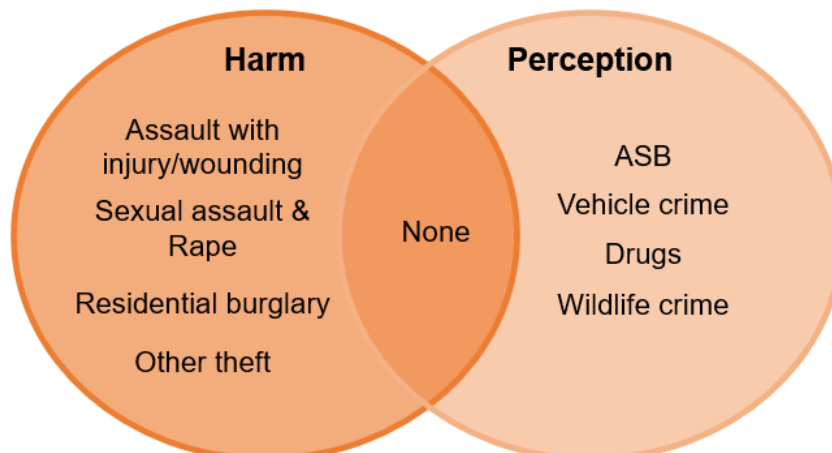 Harm
Perception
Assault with
injury/wounding
Sexual assault &
Rape
Residential burglary
Other theft
None
ASB
Vehicle crime
Drugs
Wildlife crime